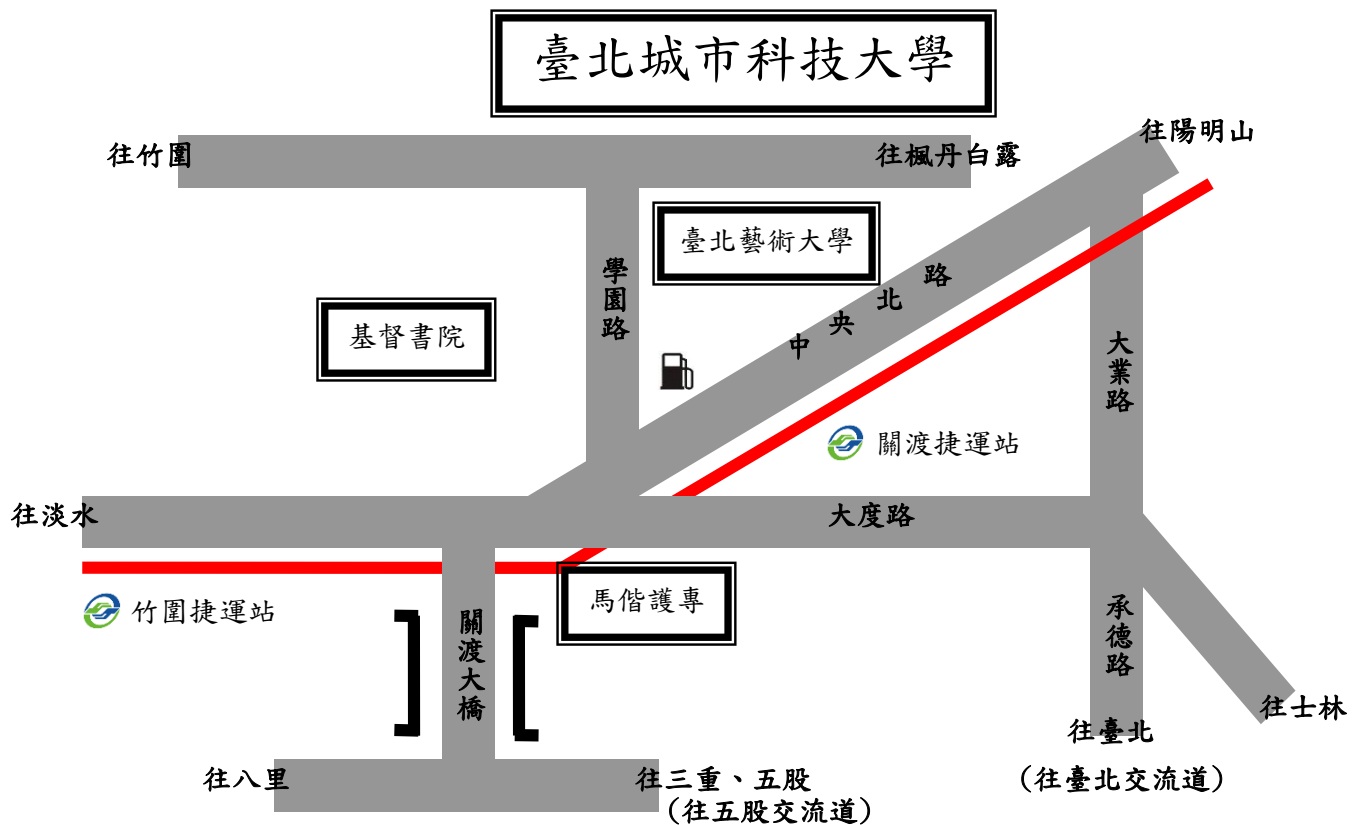 臺北城市科技大學
往陽明山
往竹圍
往楓丹白露
臺北藝術大學
學園路
中央北路
基督書院
大業路
關渡捷運站
往淡水
大度路
竹圍捷運站
關渡大橋
馬偕護專
承德路
往士林
往臺北
(往臺北交流道)
往八里
往三重、五股
(往五股交流道)